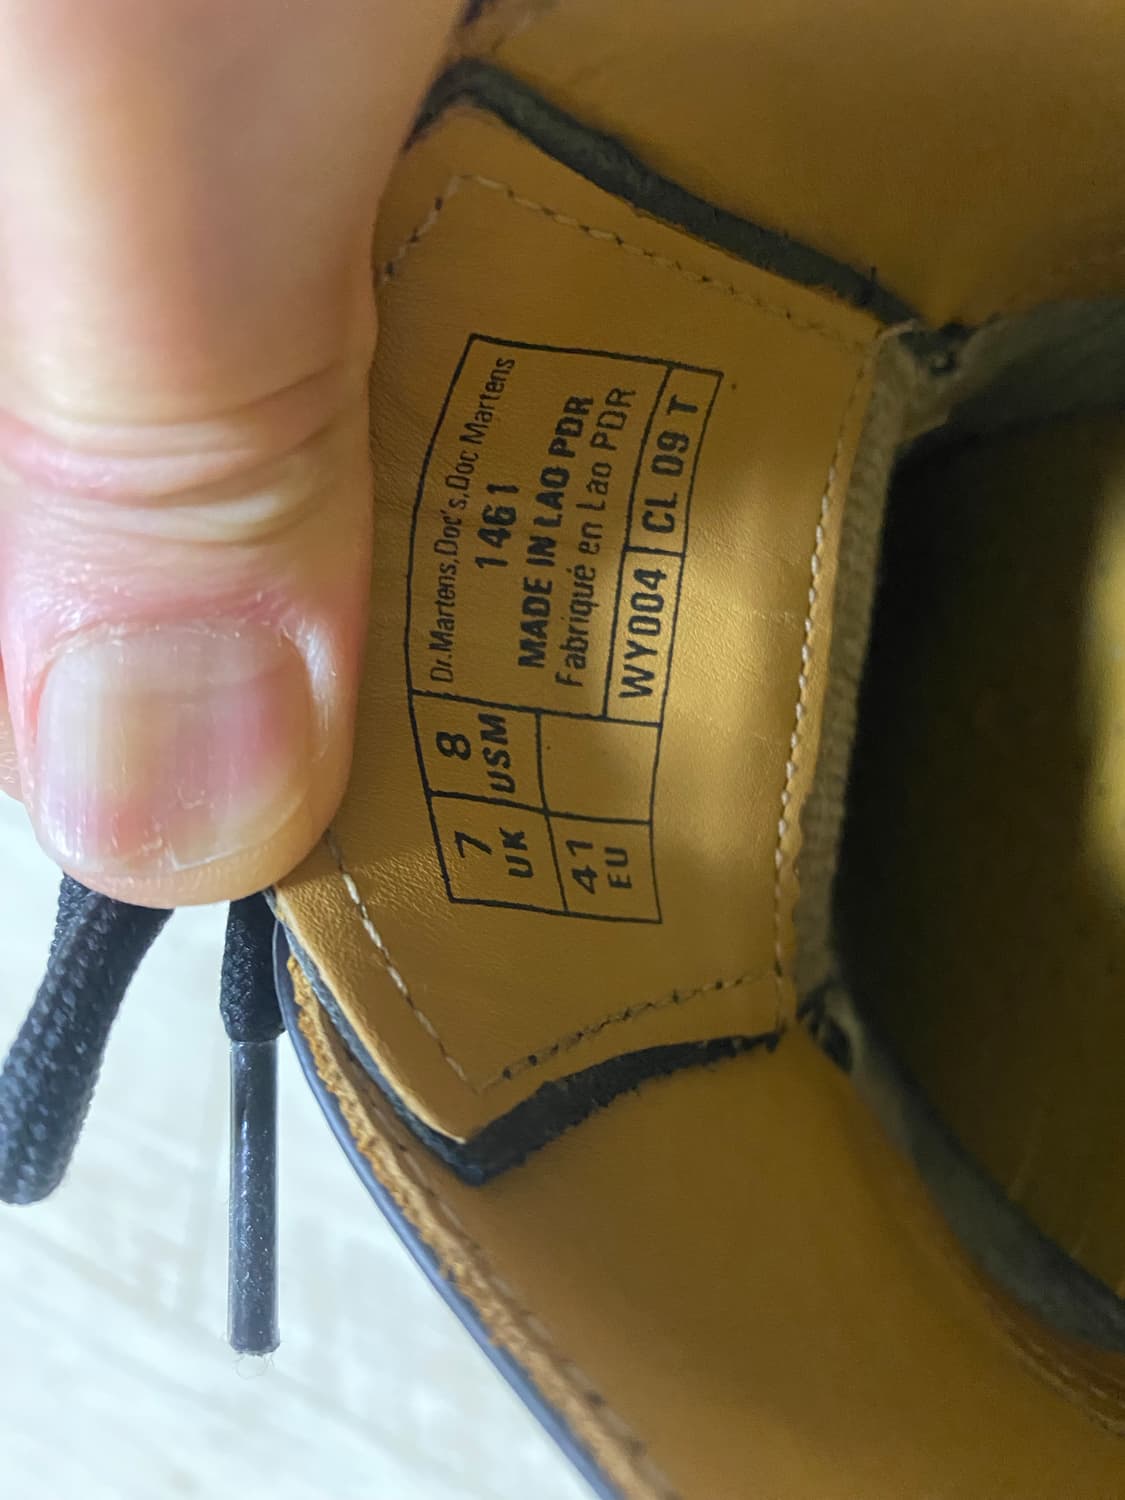 Dr.Martens,Doc's,Doc Martens
1461
MADE IN LAO PDR
Fabriqué en Lao PDR
WY004 CL 09 T
8
USM
7
UK
41
EU